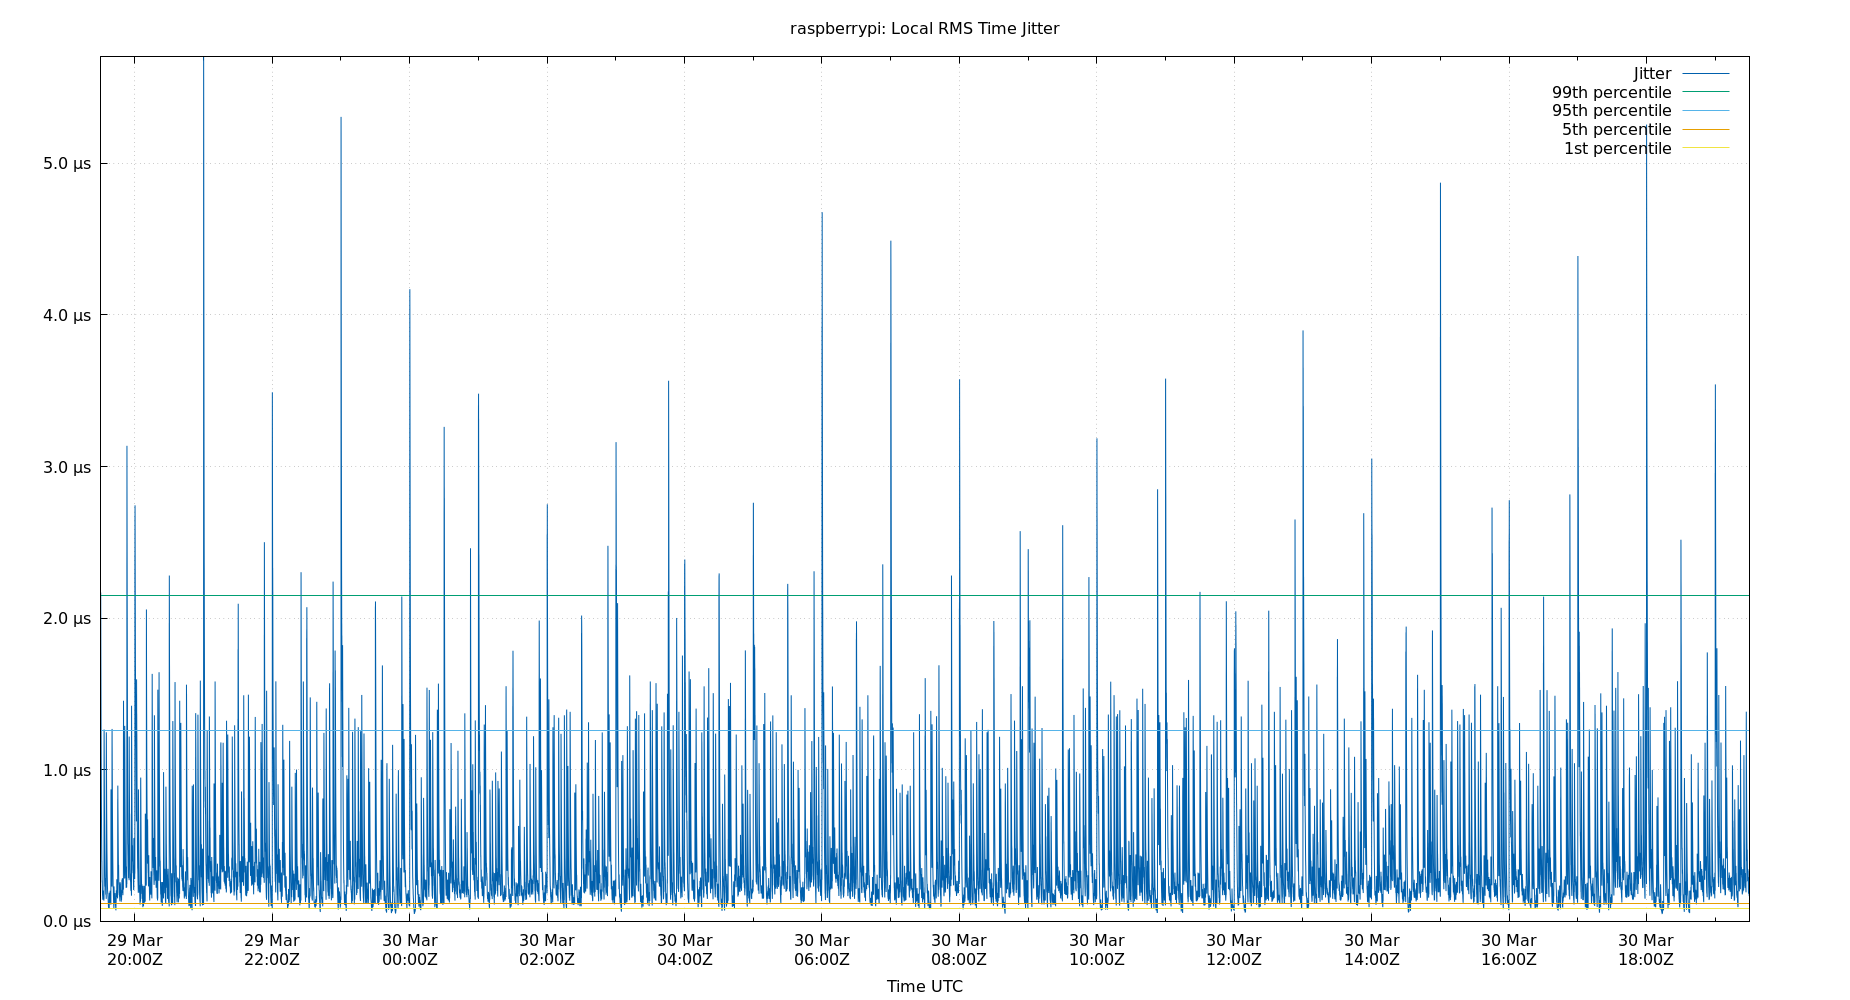 raspberrypi: Local RMS Time Jitter
Jitter
99th percentile
95th percentile
5th percentile
1st percentile
5.0 µs
4.0 µs
3.0 µs
2.0 µs
1.0 µs
0.0 µs
29 Mar 29 Mar 30 Mar 30 Mar 30 Mar 30 Mar 30 Mar 30 Mar 30 Mar 30 Mar 30 Mar 30 Mar
20:00Z 22:00Z 00:00Z 02:00Z 04:00Z 06:00Z 08:00Z 10:00Z 12:00Z 14:00Z 16:00Z 18:00Z
Time UTC